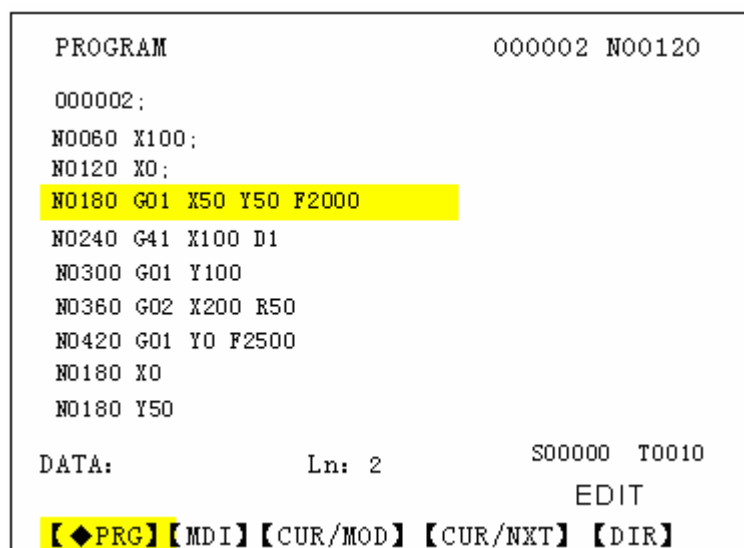 PROGRAM 000002 N00120
000002;
N0060 X100;
N0120 X0;
N0180 G01 X50 Y50 F2000
N0240 G41 X100 D1
N0300 G01 Y100
N0360 G02 X200 R50
N0420 G01 Y0 F2500
N0180 X0
N0180 Y50
DATA: Ln: 2 S00000 T0010
EDIT
【◆PRG】【MDI】【CUR/MOD】【CUR/NXT】【DIR】